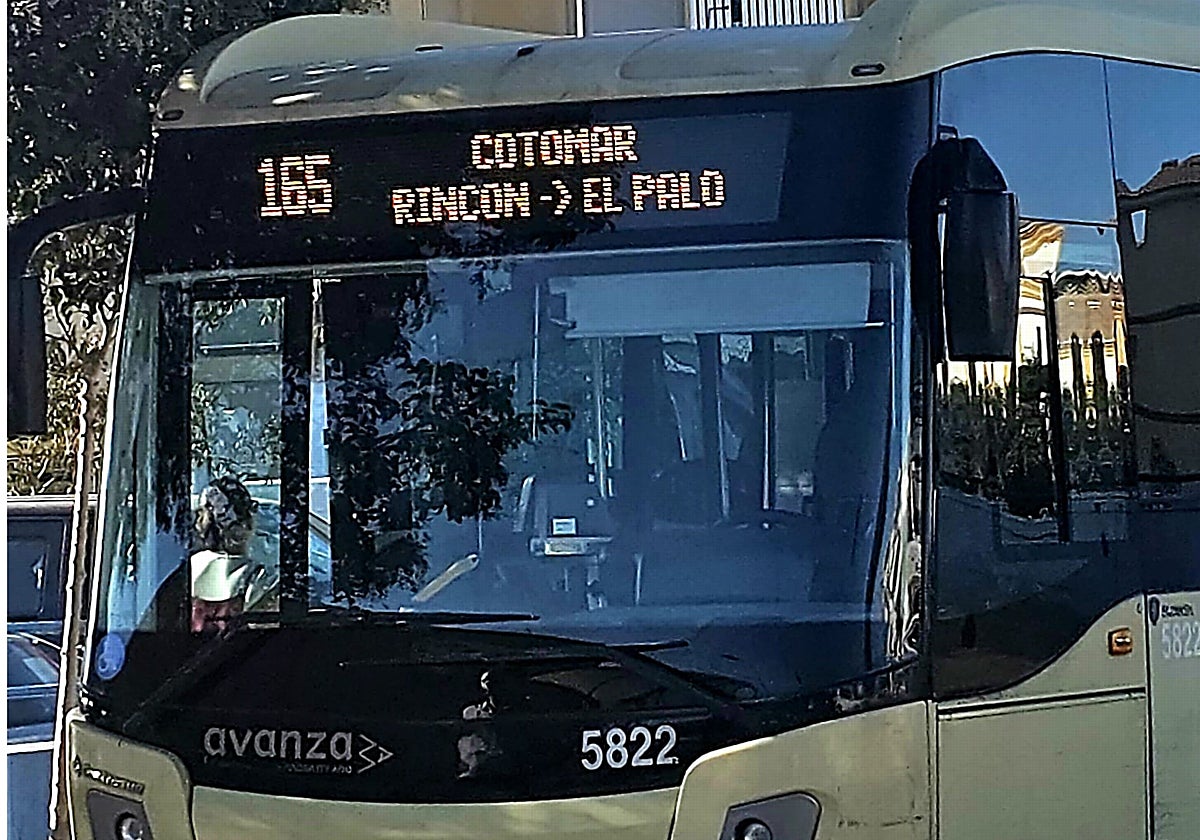 165
COTOMAR
RINCON -> EL PALO
avanza
5822
5822